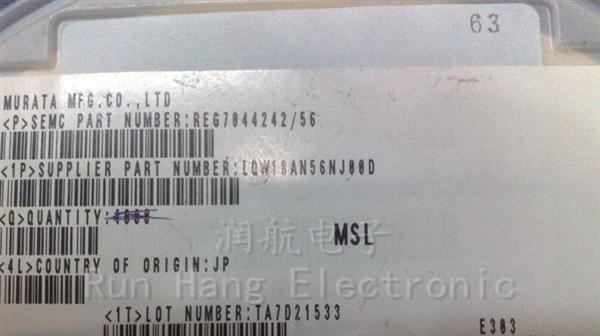 63
MURATA MFG.CO.,LTD
<P>SEMC PART NUMBER:REG7044242/56
<1P>SUPPLIER PART NUMBER:LQW18AN56NJ00D
<Q>QUANTITY:4000
润航电子
MSL
<4L>COUNTRY OF ORIGIN:JP
Run Hang Electronic
<1T>LOT NUMBER:TA7D21533
E303